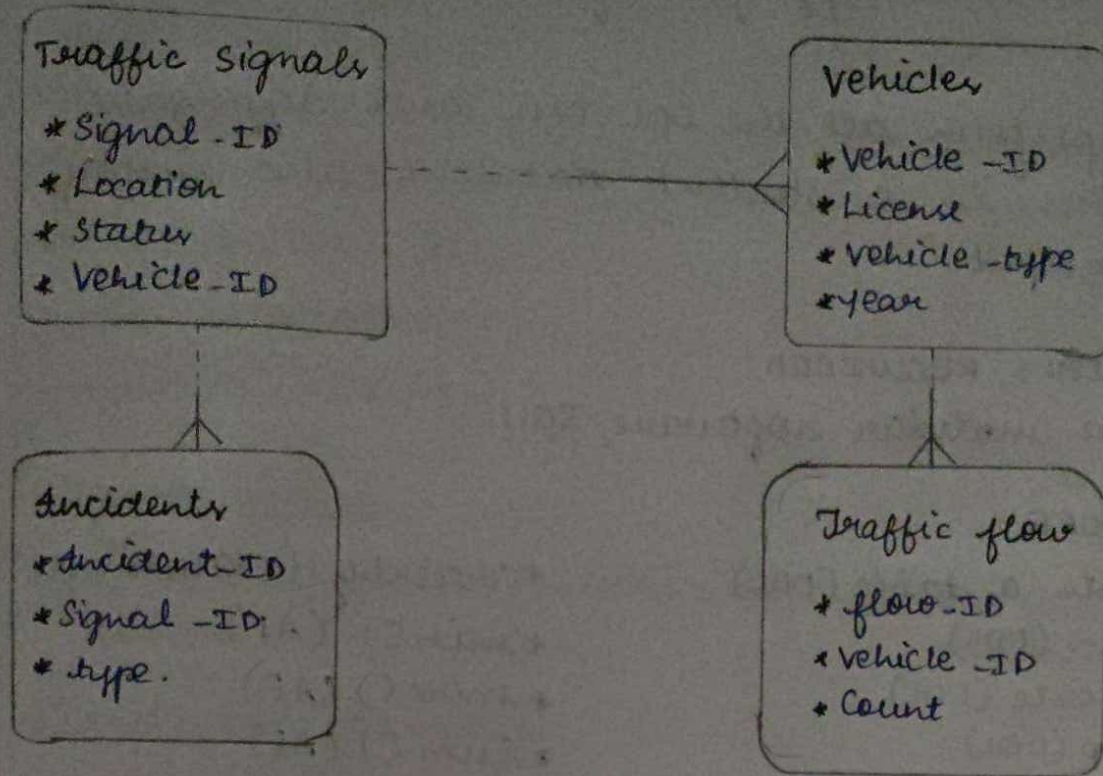 Traffic Signals
* Signal-ID
* Location
* Status
* Vehicle-ID
Vehicles
* Vehicle-ID
* License
* Vehicle-type
* year
Incidents
* Incident-ID
* Signal-ID
* type.
Traffic flow
* flow-ID
* vehicle-ID
* Count